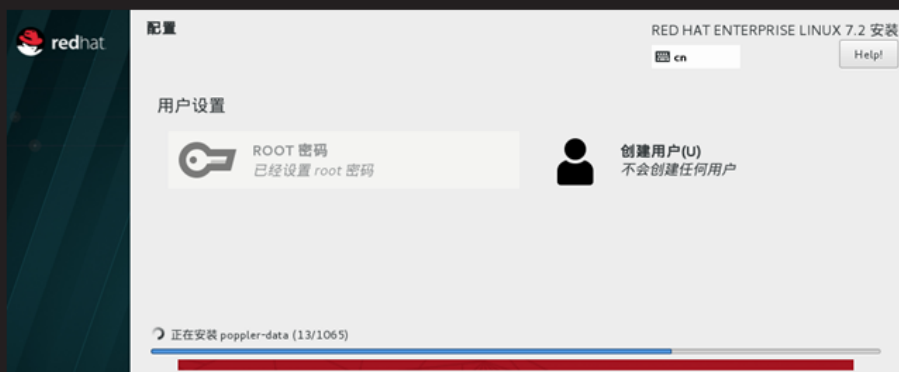 redhat
配置
RED HAT ENTERPRISE LINUX 7.2 安装
cn
Help!
用户设置
ROOT 密码
已经设置 root 密码
创建用户(U)
不会创建任何用户
正在安装 poppler-data (13/1065)